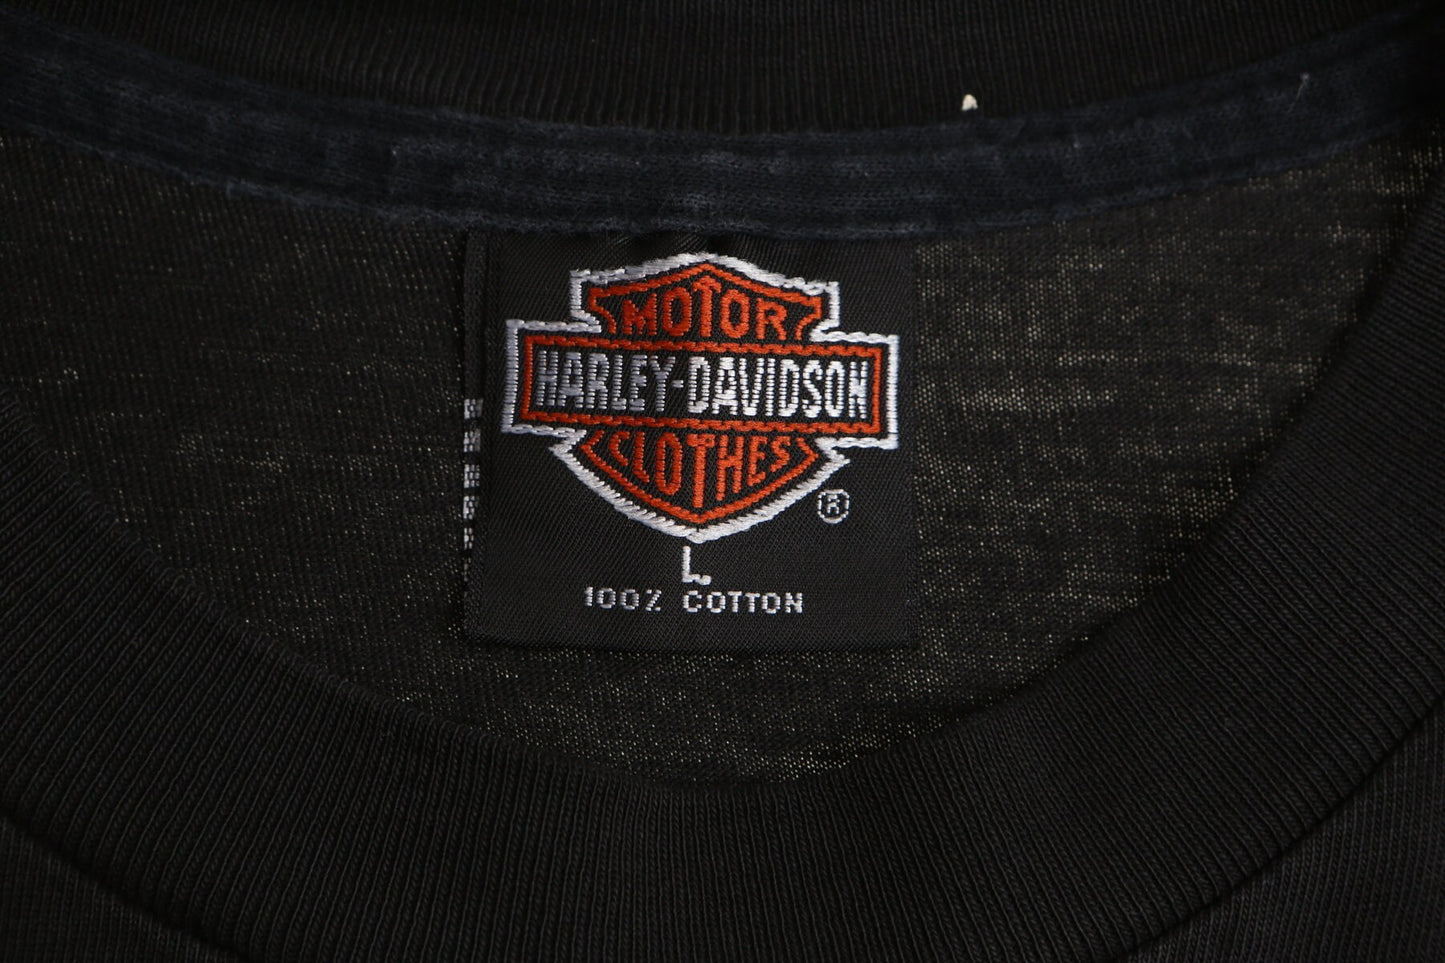 MOTOR
HARLEY-DAVIDSON
CLOTHES
®
L
100% COTTON